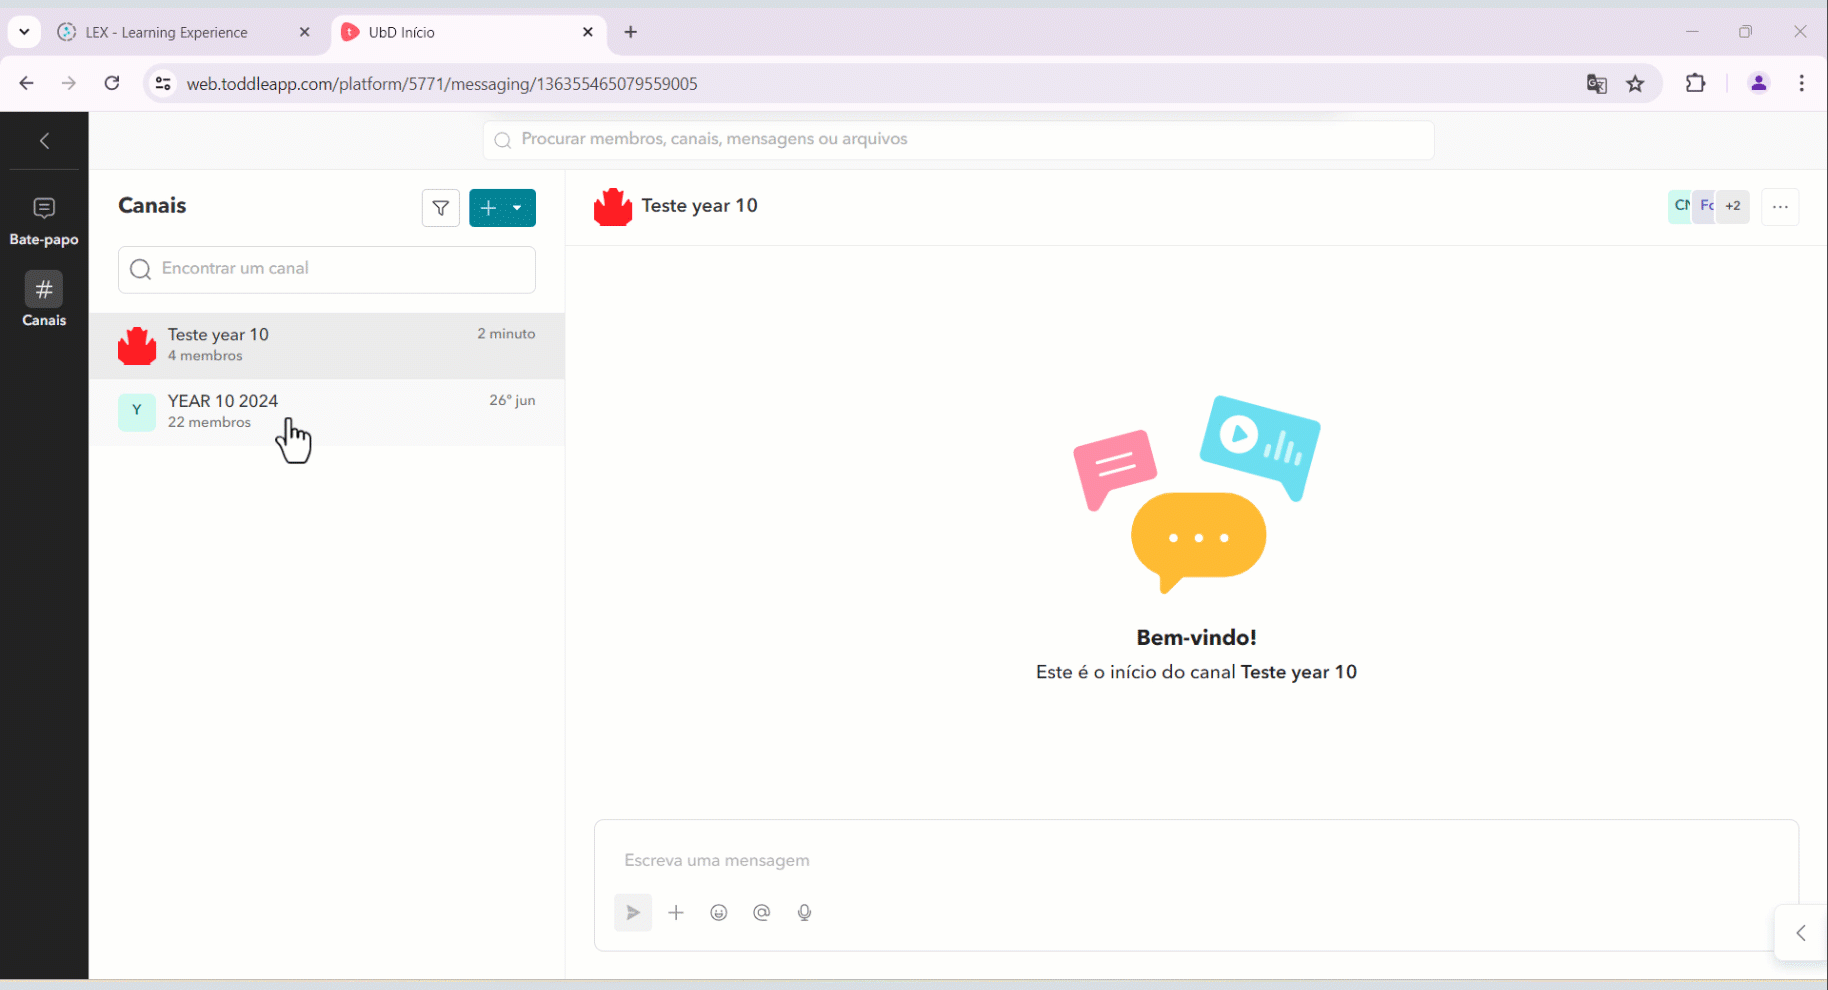 LEX - Learning Experience
UbD Início
web.toddleapp.com/platform/5771/messaging/136355465079559005
Procurar membros, canais, mensagens ou arquivos
Bate-papo
Canais
Canais
Encontrar um canal
Teste year 10
2 minuto
4 membros
Y
YEAR 10 2024
26º jun
22 membros
Teste year 10
CN
Fc
+2
Bem-vindo!
Este é o início do canal Teste year 10
Escreva uma mensagem